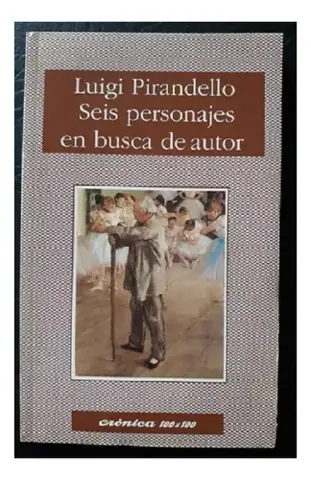 Luigi Pirandello
Seis personajes
en busca de autor
crónica 100 x 100